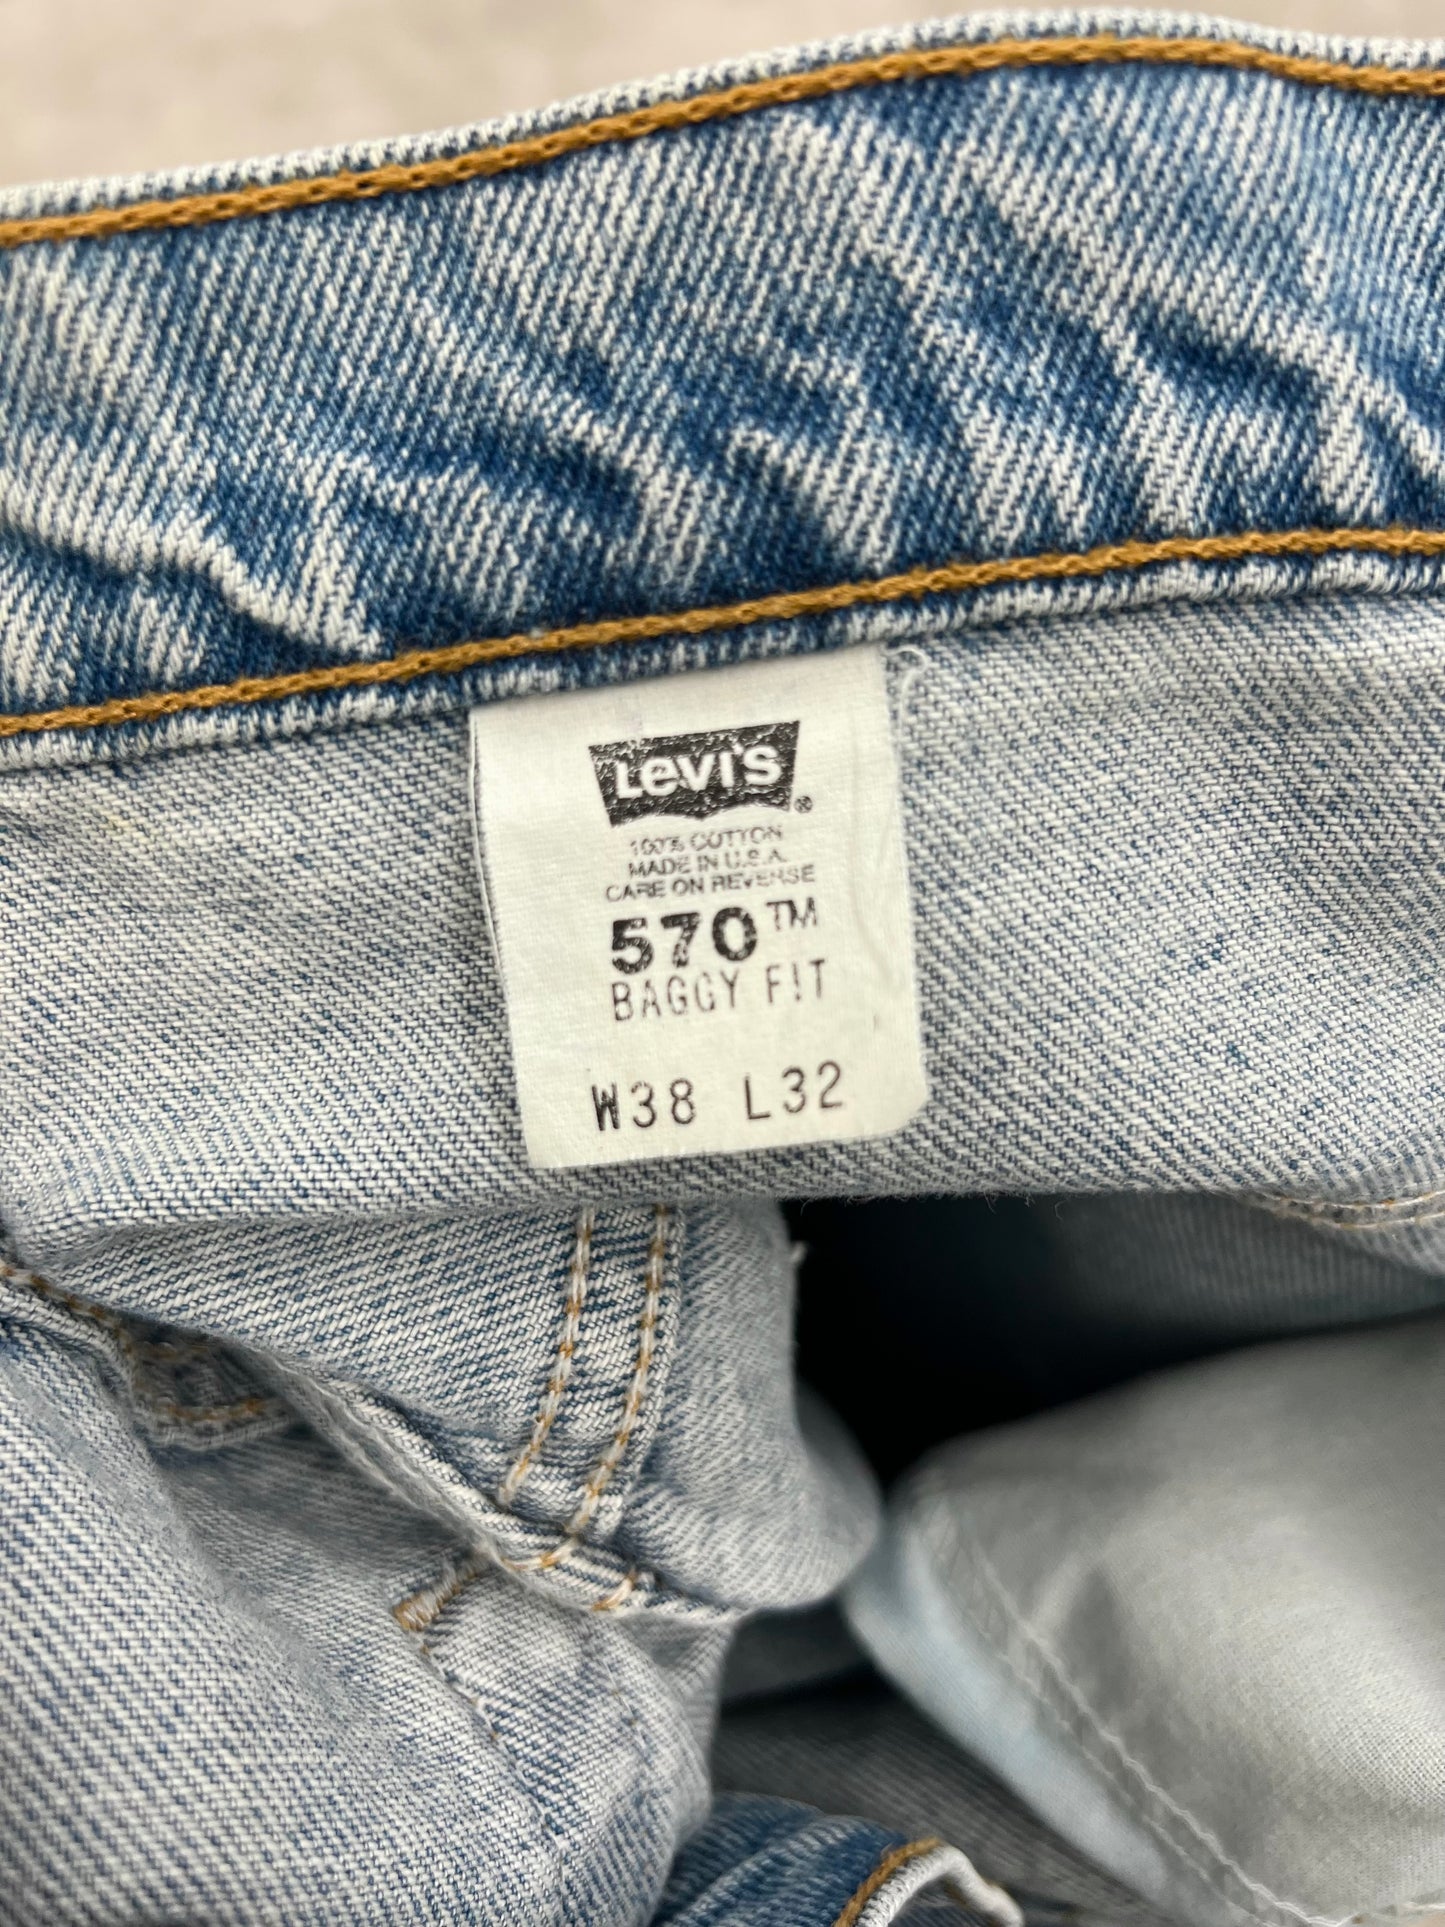 Levi's®
100% COTTON
MADE IN U.S.A.
CARE ON REVERSE
570™
BAGGY FIT
W38 L32